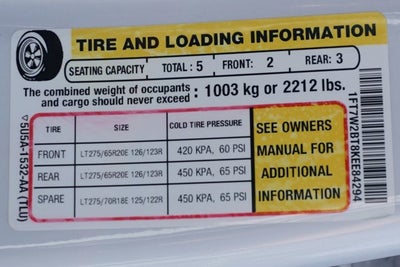 TIRE AND LOADING INFORMATION
SEATING CAPACITY TOTAL : 5 FRONT: 2 REAR: 3
The combined weight of occupants and cargo should never exceed : 1003 kg or 2212 lbs.
TIRE SIZE COLD TIRE PRESSURE
FRONT LT275/65R20E 126/123R 420 KPA, 60 PSI
REAR LT275/65R20E 126/123R 450 KPA, 65 PSI
SPARE LT275/70R18E 125/122R 450 KPA, 65 PSI
SEE OWNERS
MANUAL FOR
ADDITIONAL
INFORMATION
5U5A-1532-AA (TLU)
1FT7W2BT8KEE84294